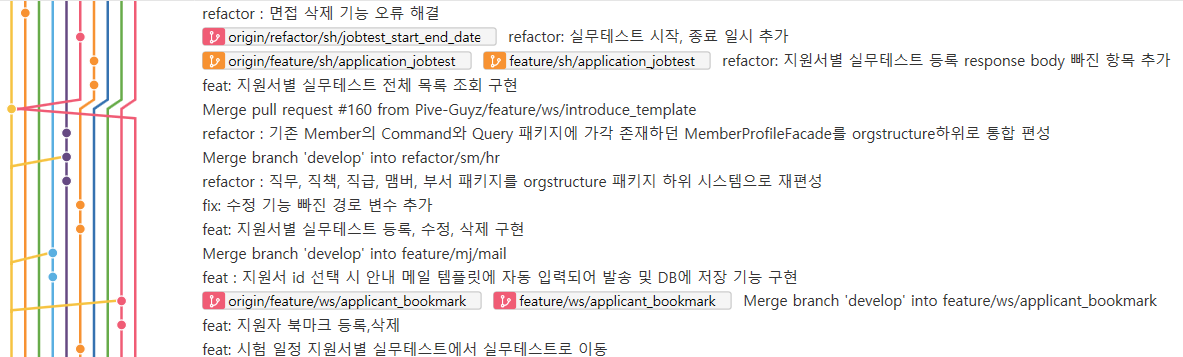 refactor : 면접 삭제 기능 오류 해결
origin/refactor/sh/jobtest_start_end_date refactor: 실무테스트 시작, 종료 일시 추가
origin/feature/sh/application_jobtest feature/sh/application_jobtest refactor: 지원서별 실무테스트 등록 response body 빠진 항목 추가
feat: 지원서별 실무테스트 전체 목록 조회 구현
Merge pull request #160 from Pive-Guyz/feature/ws/introduce_template
refactor : 기존 Member의 Command와 Query 패키지에 가각 존재하던 MemberProfileFacade를 orgstructure하위로 통합 편성
Merge branch 'develop' into refactor/sm/hr
refactor : 직무, 직책, 직급, 맴버, 부서 패키지를 orgstructure 패키지 하위 시스템으로 재편성
fix: 수정 기능 빠진 경로 변수 추가
feat: 지원서별 실무테스트 등록, 수정, 삭제 구현
Merge branch 'develop' into feature/mj/mail
feat : 지원서 id 선택 시 안내 메일 템플릿에 자동 입력되어 발송 및 DB에 저장 기능 구현
origin/feature/ws/applicant_bookmark feature/ws/applicant_bookmark Merge branch 'develop' into feature/ws/applicant_bookmark
feat: 지원자 북마크 등록,삭제
feat: 시험 일정 지원서별 실무테스트에서 실무테스트로 이동